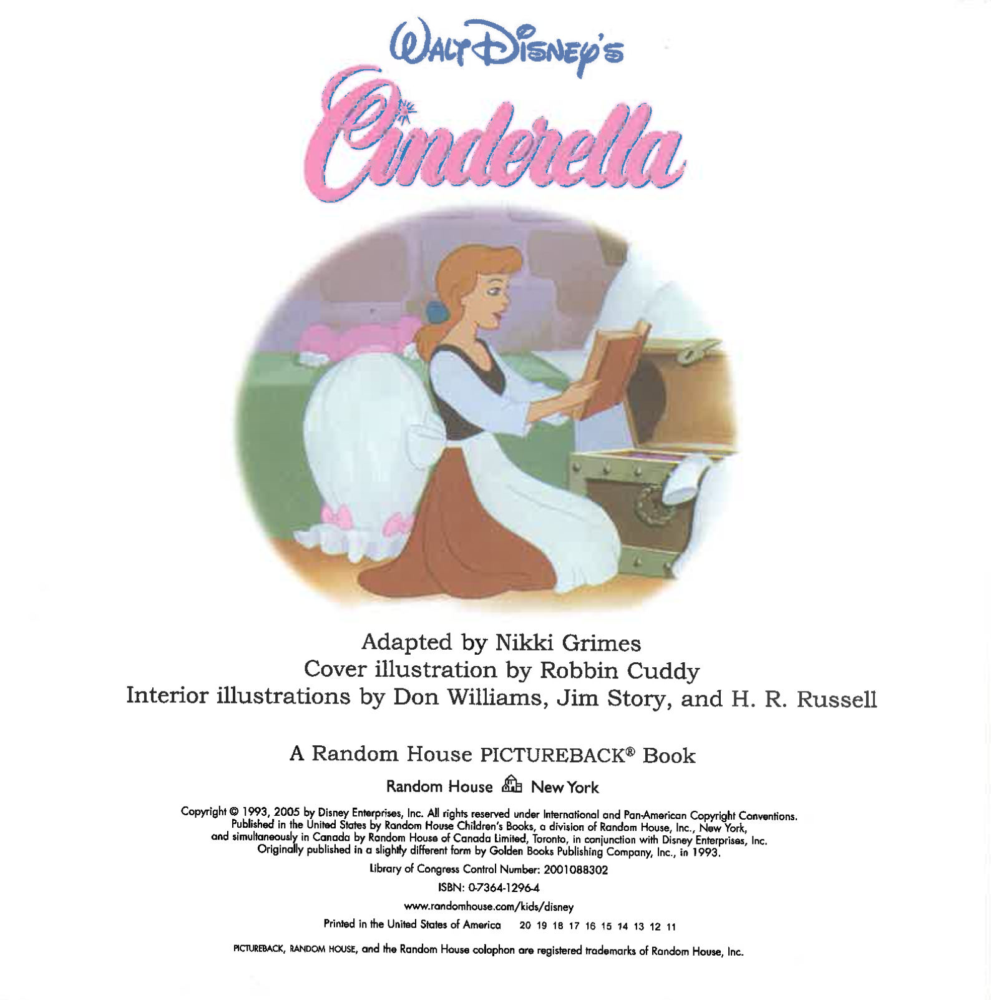 Walt Disney's
Cinderella
Adapted by Nikki Grimes
Cover illustration by Robbin Cuddy
Interior illustrations by Don Williams, Jim Story, and H. R. Russell
A Random House PICTUREBACK® Book
Random House New York
Copyright © 1993, 2005 by Disney Enterprises, Inc. All rights reserved under International and Pan-American Copyright Conventions.
Published in the United States by Random House Children's Books, a division of Random House, Inc., New York,
and simultaneously in Canada by Random House of Canada Limited, Toronto, in conjunction with Disney Enterprises, Inc.
Originally published in a slightly different form by Golden Books Publishing Company, Inc., in 1993.
Library of Congress Control Number: 2001088302
ISBN: 0-7364-1296-4
www.randomhouse.com/kids/disney
Printed in the United States of America 20 19 18 17 16 15 14 13 12 11
PICTUREBACK, RANDOM HOUSE, and the Random House colophon are registered trademarks of Random House, Inc.